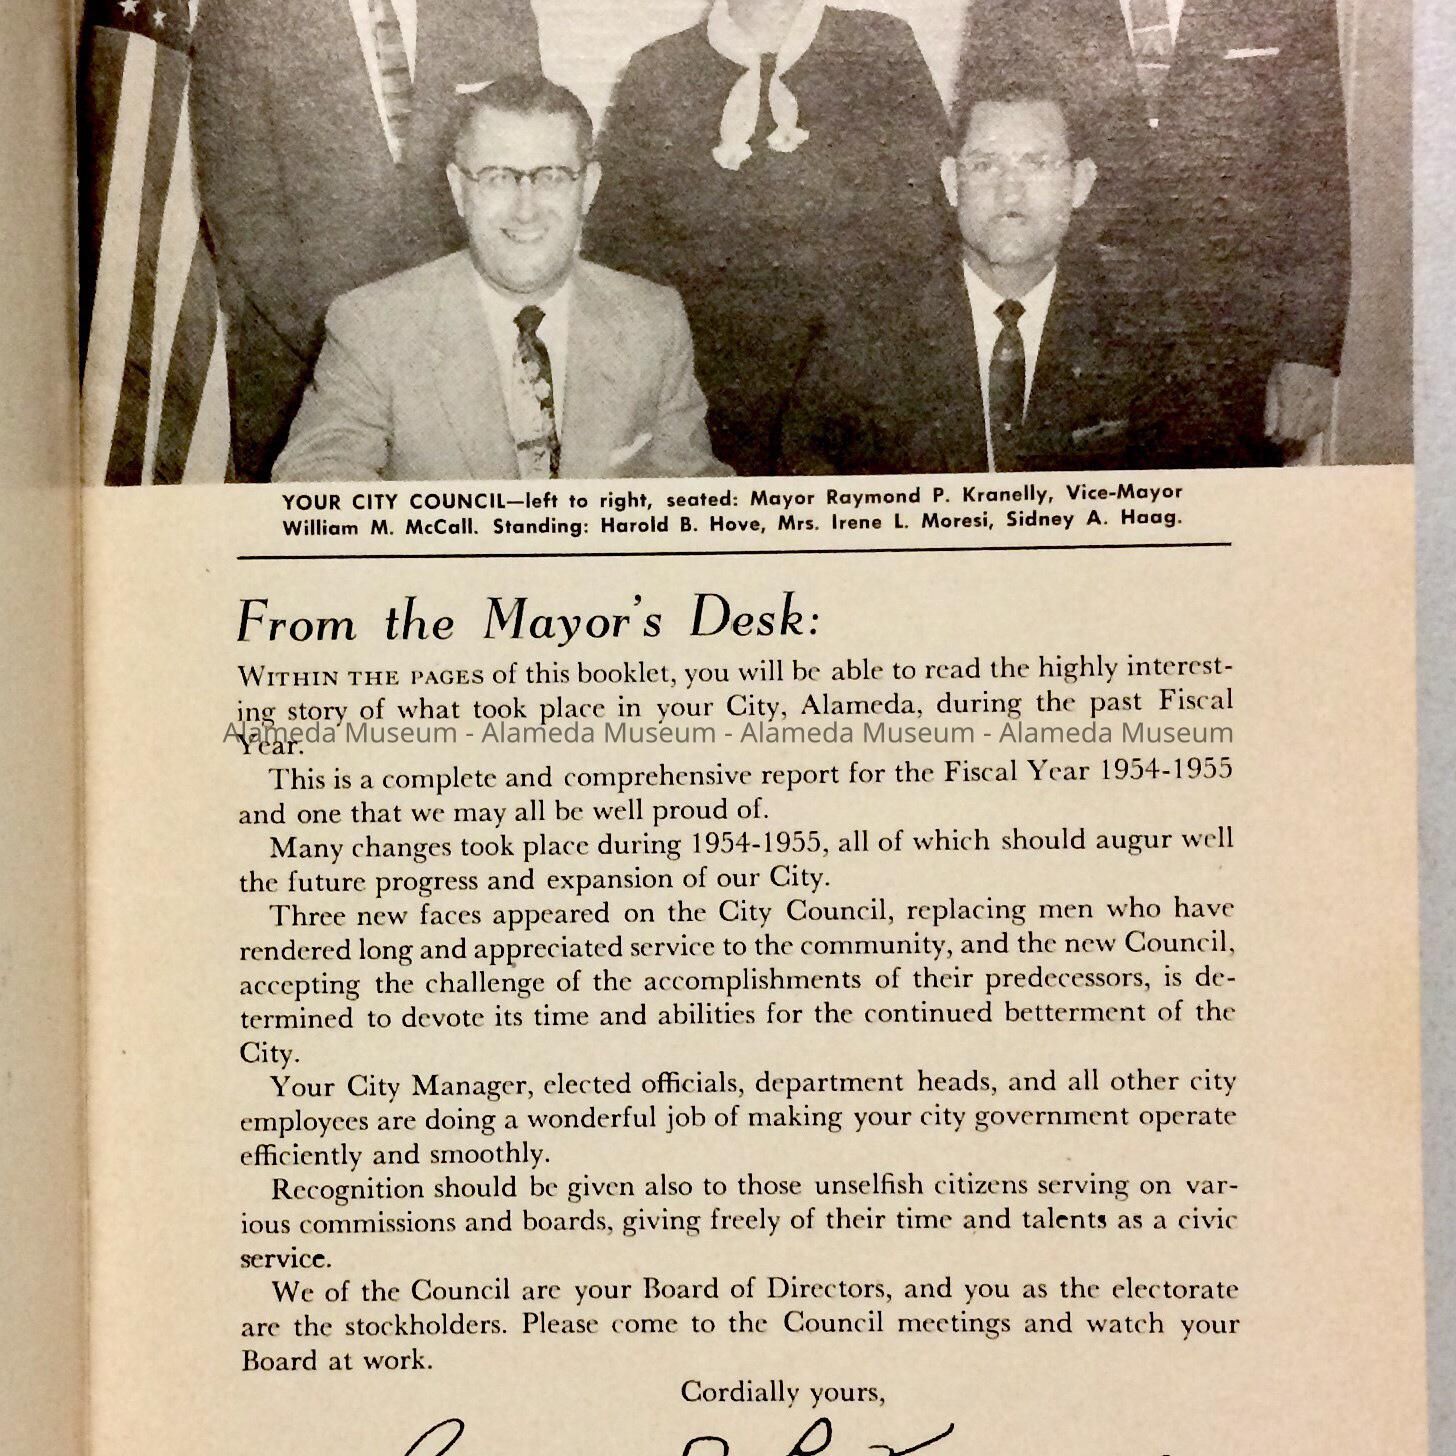 YOUR CITY COUNCIL—left to right, seated: Mayor Raymond P. Kranelly, Vice-Mayor
William M. McCall. Standing: Harold B. Hove, Mrs. Irene L. Moresi, Sidney A. Haag.
From the Mayor's Desk:
WITHIN THE PAGES of this booklet, you will be able to read the highly interest-
ing story of what took place in your City, Alameda, during the past Fiscal
Alameda Museum - Alameda Museum - Alameda Museum - Alameda Museum
Year.
This is a complete and comprehensive report for the Fiscal Year 1954-1955
and one that we may all be well proud of.
Many changes took place during 1954-1955, all of which should augur well
the future progress and expansion of our City.
Three new faces appeared on the City Council, replacing men who have
rendered long and appreciated service to the community, and the new Council,
accepting the challenge of the accomplishments of their predecessors, is de-
termined to devote its time and abilities for the continued betterment of the
City.
Your City Manager, elected officials, department heads, and all other city
employees are doing a wonderful job of making your city government operate
efficiently and smoothly.
Recognition should be given also to those unselfish citizens serving on var-
ious commissions and boards, giving freely of their time and talents as a civic
service.
We of the Council are your Board of Directors, and you as the electorate
are the stockholders. Please come to the Council meetings and watch your
Board at work.
Cordially yours,